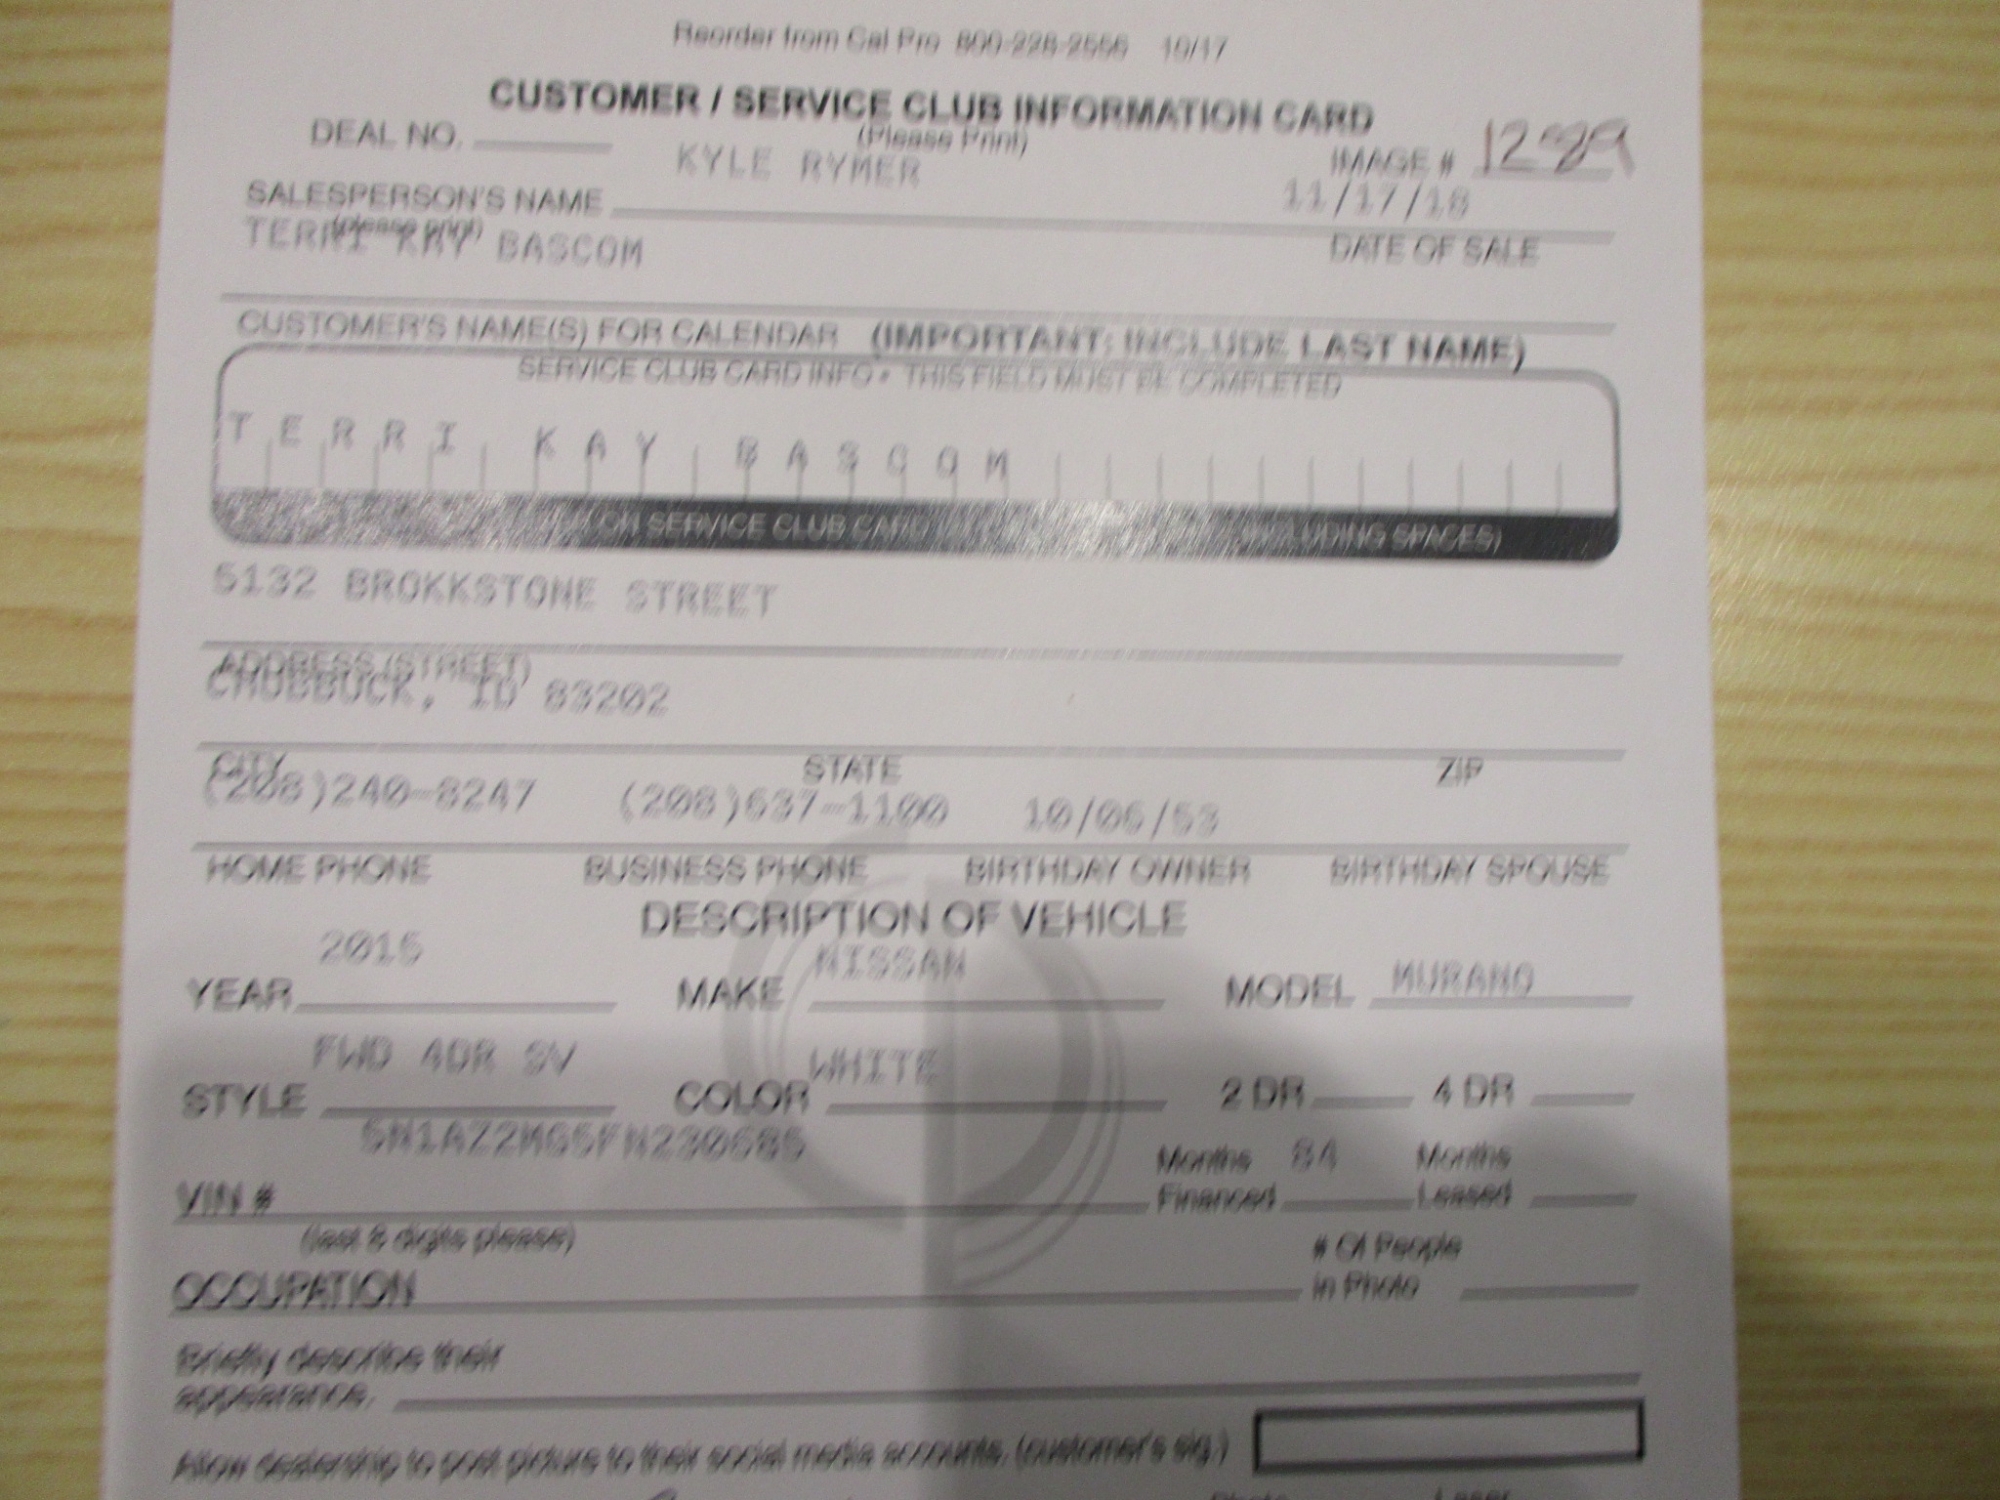 Reorder from Cal Pro 800-228-2556 10/17
CUSTOMER / SERVICE CLUB INFORMATION CARD
(Please Print)
DEAL NO.
IMAGE # 1289
KYLE RYMER
11/17/18
SALESPERSON'S NAME
(please print)
DATE OF SALE
TERRI KAY BASCOM
CUSTOMER'S NAME(S) FOR CALENDAR (IMPORTANT: INCLUDE LAST NAME)
SERVICE CLUB CARD INFO • THIS FIELD MUST BE COMPLETED
TERRI KAY BASCOM
ON SERVICE CLUB CARD INCLUDING SPACES)
5132 BROKKSTONE STREET
ADDRESS (STREET)
CHUBBUCK, ID 83202
CITY STATE ZIP
(208)240-8247 (208)637-1100 10/06/53
HOME PHONE BUSINESS PHONE BIRTHDAY OWNER BIRTHDAY SPOUSE
DESCRIPTION OF VEHICLE
2015 NISSAN MURANO
YEAR MAKE MODEL
FWD 4DR SV WHITE
STYLE COLOR 2 DR 4 DR
5N1AZ2MG5FN230685
VIN #
(last 8 digits please)
Months Financed 84 Months Leased
OCCUPATION
# Of People
in Photo
Briefly describe their
appearance.
Allow dealership to post picture to their social media accounts. (customer's sig.)